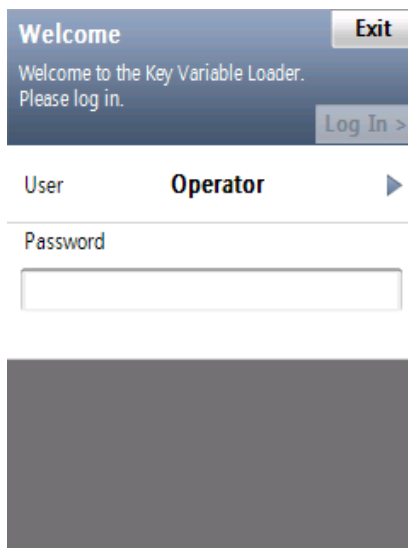 Welcome
Exit
Welcome to the Key Variable Loader.
Please log in.
Log In >
User
Operator
Password